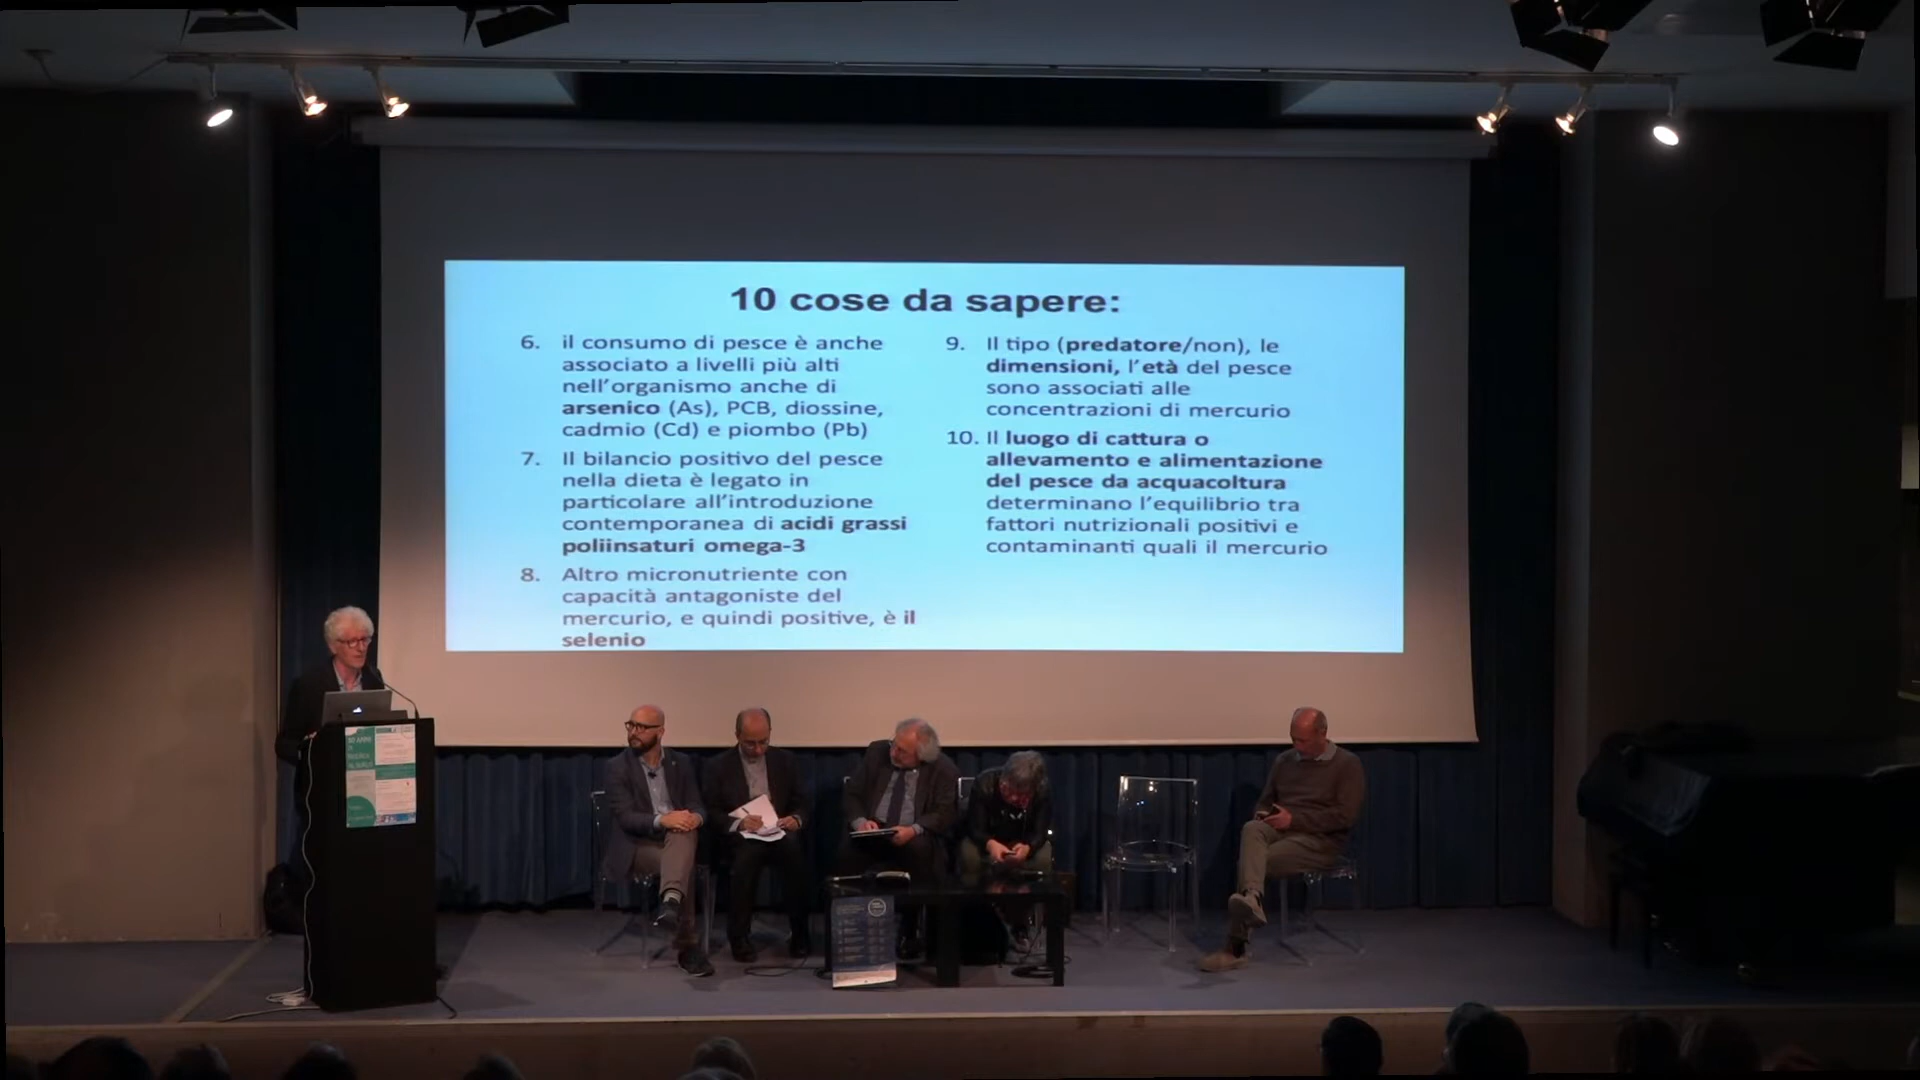 10 cose da sapere:
6. il consumo di pesce è anche
associato a livelli più alti
nell'organismo anche di
arsenico (As), PCB, diossine,
cadmio (Cd) e piombo (Pb)
7. Il bilancio positivo del pesce
nella dieta è legato in
particolare all'introduzione
contemporanea di acidi grassi
poliinsaturi omega-3
8. Altro micronutriente con
capacità antagoniste del
mercurio, e quindi positive, è il
selenio
9. Il tipo (predatore/non), le
dimensioni, l'età del pesce
sono associati alle
concentrazioni di mercurio
10. Il luogo di cattura o
allevamento e alimentazione
del pesce da acquacoltura
determinano l'equilibrio tra
fattori nutrizionali positivi e
contaminanti quali il mercurio